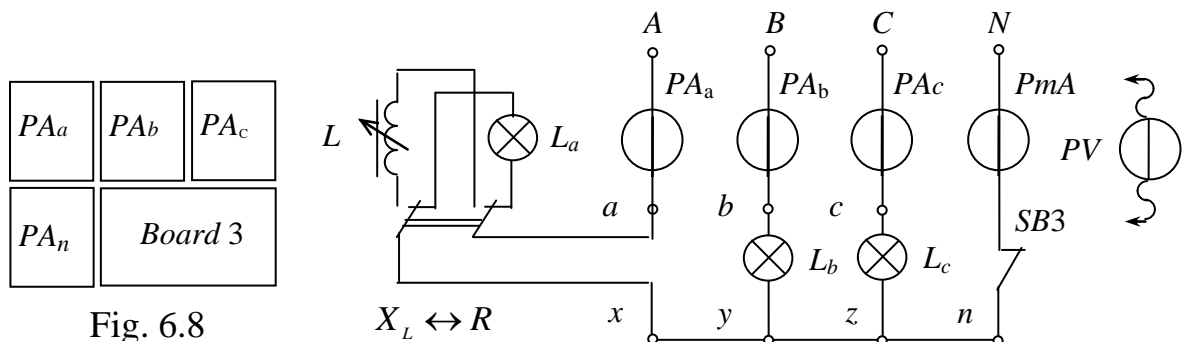 PAa PAb PAc
PAn Board 3
Fig. 6.8
A B C N
PAa PAb PAc PmA
L La PV
a b c
SB3
Lb Lc
XL ↔ R
x y z n